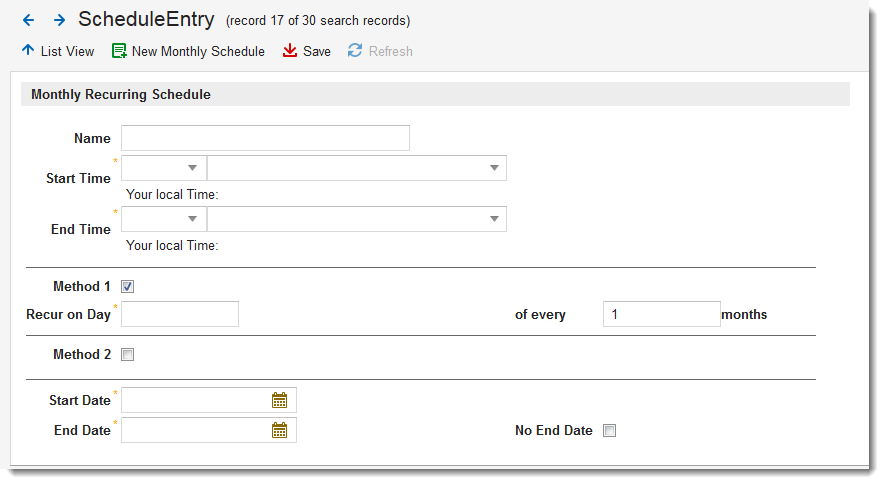 ScheduleEntry (record 17 of 30 search records)
List View New Monthly Schedule Save Refresh
Monthly Recurring Schedule
Name
* Start Time
Your local Time:
* End Time
Your local Time:
Method 1
Recur on Day * of every 1 months
Method 2
Start Date *
End Date * No End Date